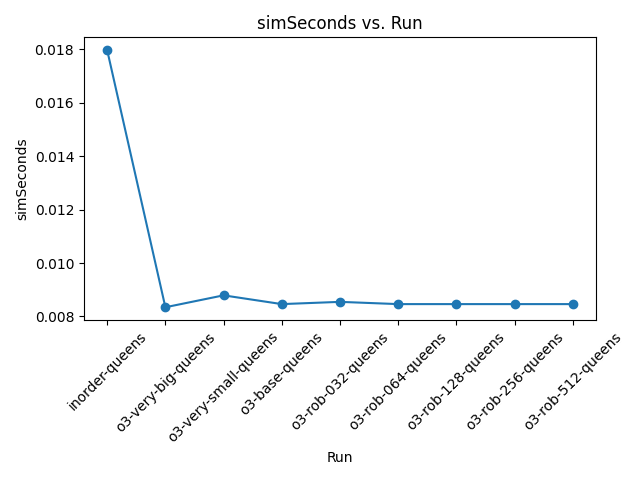 simSeconds vs. Run
simSeconds
0.018
0.016
0.014
0.012
0.010
0.008
inorder-queens
o3-very-big-queens
o3-very-small-queens
o3-base-queens
o3-rob-032-queens
o3-rob-064-queens
o3-rob-128-queens
o3-rob-256-queens
o3-rob-512-queens
Run